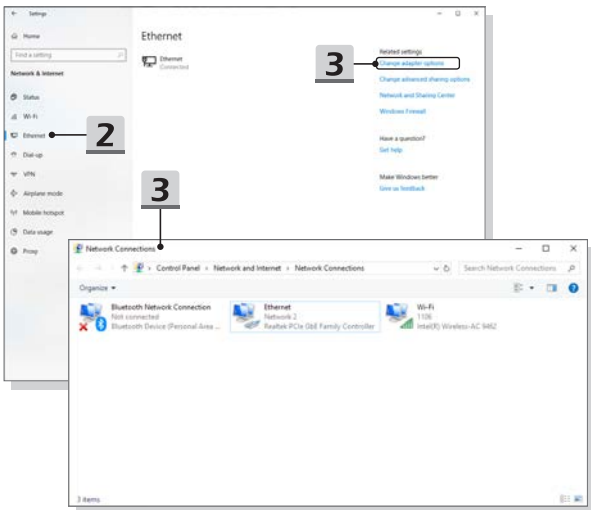 Settings
Home
Find a setting
Network & Internet
Status
Wi-Fi
Ethernet
Dial-up
VPN
Airplane mode
Mobile hotspot
Data usage
Proxy
2
Ethernet
Ethernet
Connected
3
Related settings
Change adapter options
Change advanced sharing options
Network and Sharing Center
Windows Firewall
Have a question?
Get help
Make Windows better
Give us feedback
3
Network Connections
Control Panel › Network and Internet › Network Connections
Search Network Connections
Organize
Bluetooth Network Connection
Not connected
Bluetooth Device (Personal Area ...
Ethernet
Network 2
Realtek PCIe GbE Family Controller
Wi-Fi
1106
Intel(R) Wireless-AC 9462
3 items